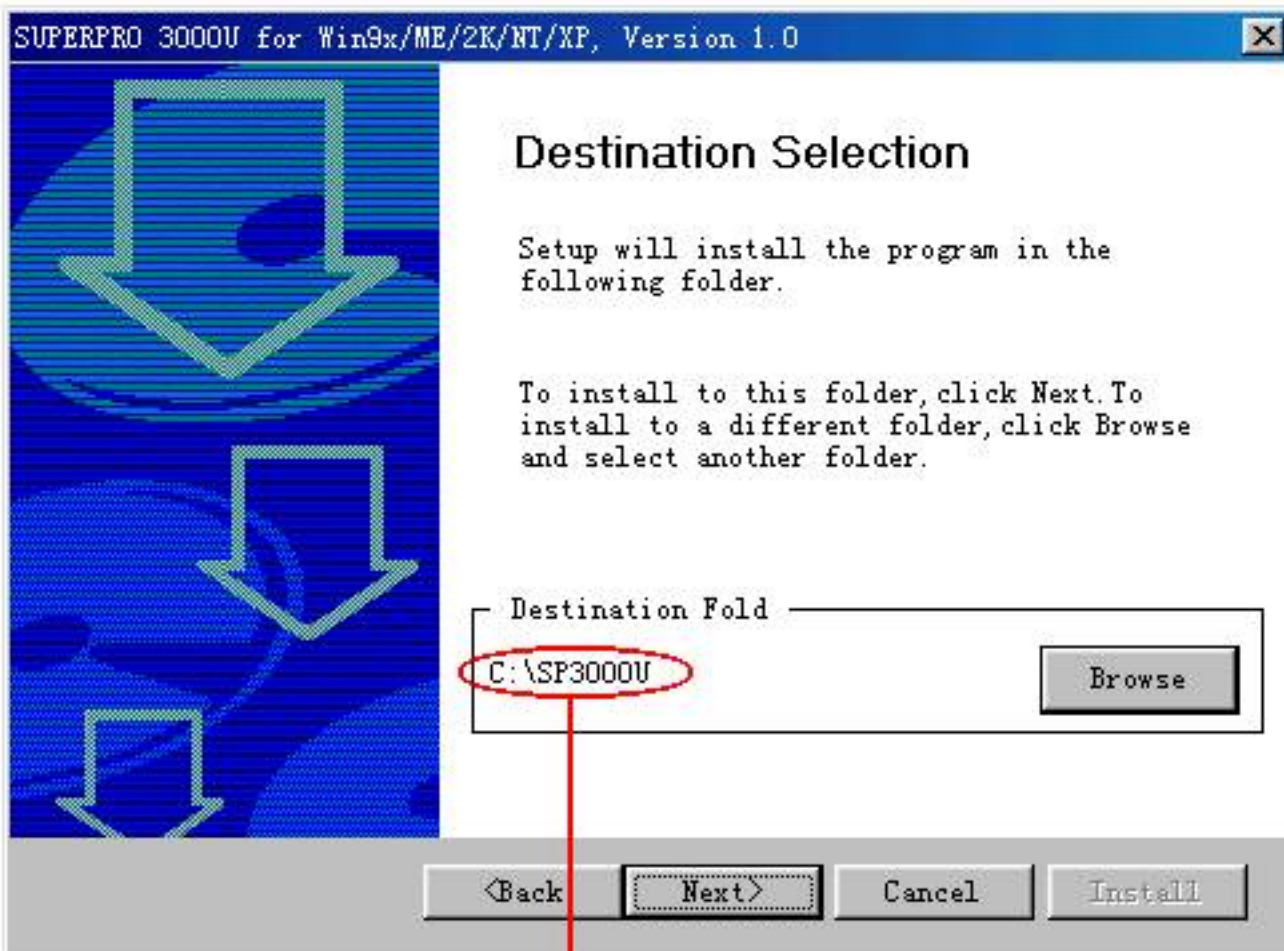 SUPERPRO 3000U for Win9x/ME/2K/NT/XP, Version 1.0
Destination Selection
Setup will install the program in the
following folder.
To install to this folder,click Next.To
install to a different folder,click Browse
and select another folder.
Destination Fold
C:\SP3000U
Browse
<Back
Next>
Cancel
Install